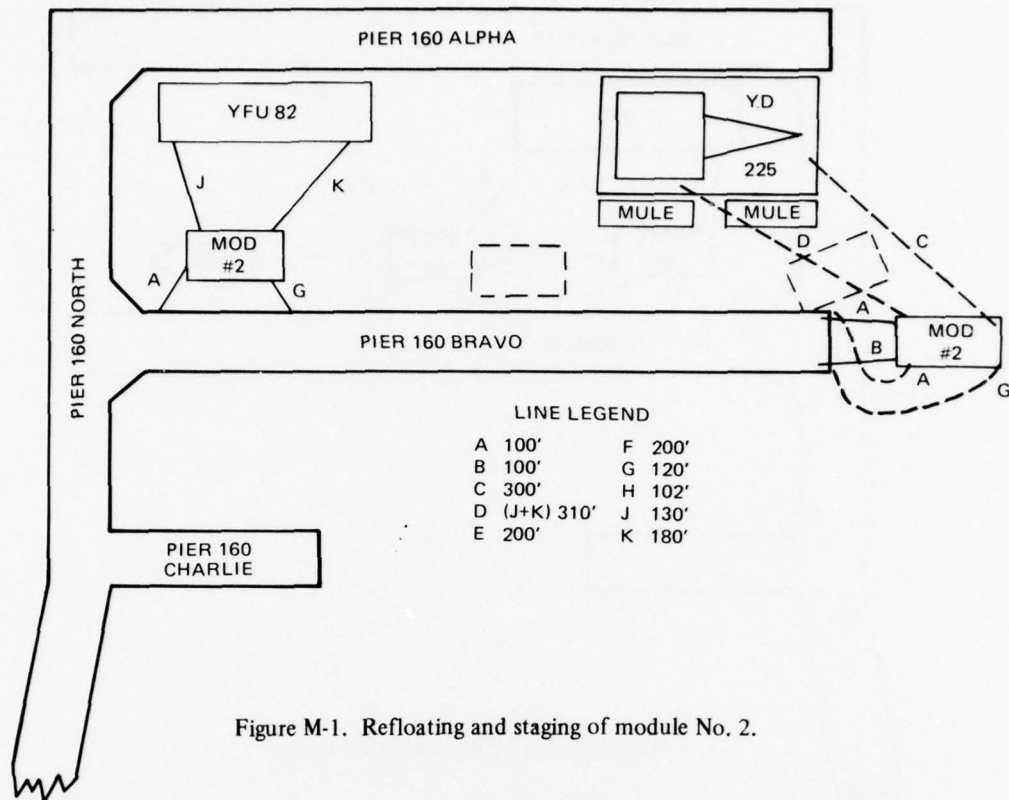 PIER 160 ALPHA
YFU 82
Y.D
225
J
K
MULE
MULE
MOD
#2
D
C
A
G
A
PIER 160 NORTH
PIER 160 BRAVO
B
MOD
#2
A
G
LINE LEGEND
A 100' F 200'
B 100' G 120'
C 300' H 102'
D (J+K) 310' J 130'
E 200' K 180'
PIER 160
CHARLIE
Figure M-1. Refloating and staging of module No. 2.